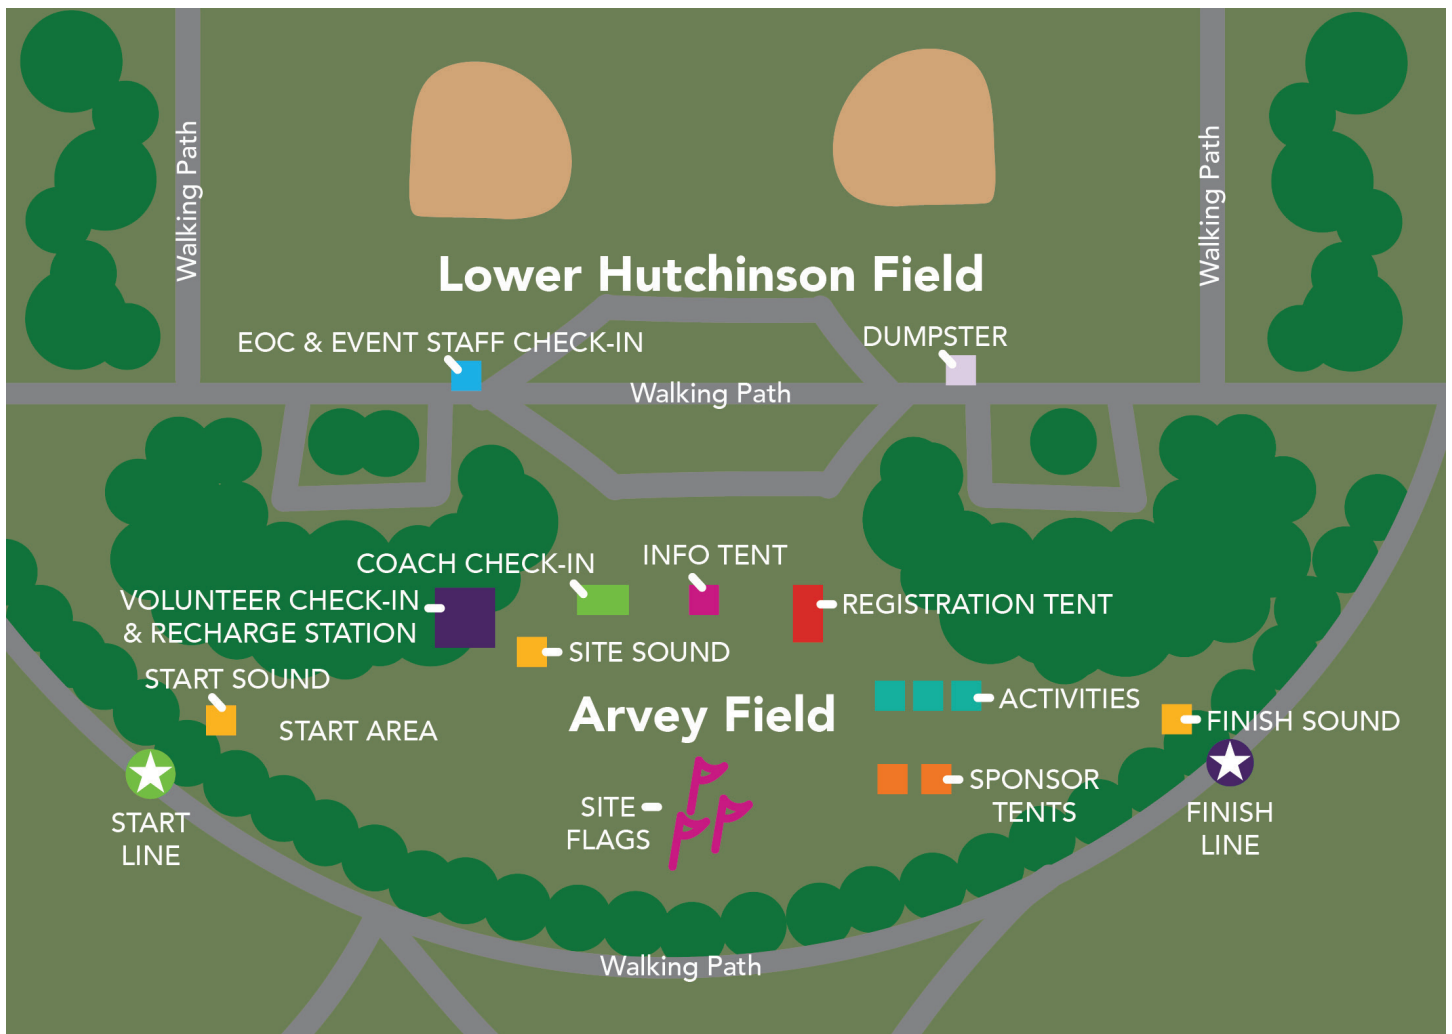 Walking Path
Walking Path
Lower Hutchinson Field
EOC & EVENT STAFF CHECK-IN
DUMPSTER
Walking Path
COACH CHECK-IN
INFO TENT
VOLUNTEER CHECK-IN
& RECHARGE STATION
REGISTRATION TENT
SITE SOUND
START SOUND
START AREA
Arvey Field
ACTIVITIES
FINISH SOUND
SITE
FLAGS
SPONSOR
TENTS
START
LINE
FINISH
LINE
Walking Path